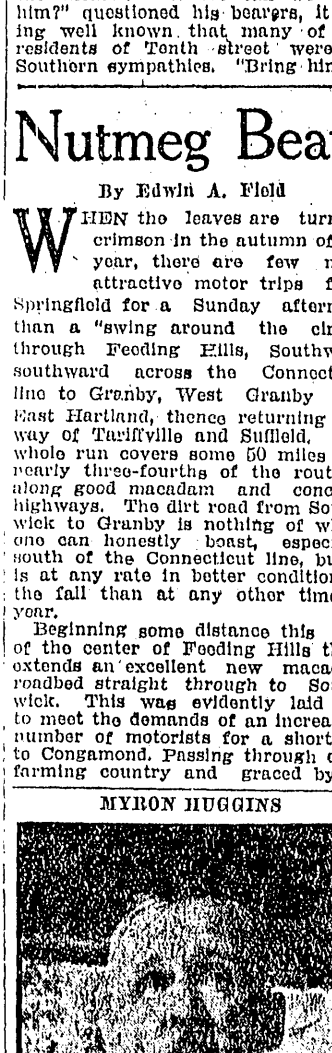 him?" questioned his bearers, it
ing well known that many of
residents of Tenth street were
Southern sympathies. "Bring him
Nutmeg Bea
By Edwin A. Field
WHEN the leaves are turn
crimson in the autumn of
year, there are few m
attractive motor trips f
Springfield for a Sunday aftern
than a "swing around the cir
through Feeding Hills, Southw
southward across the Connect
line to Granby, West Granby
East Hartland, thence returning
way of Tariffville and Suffield.
whole run covers some 50 miles
nearly three-fourths of the rout
along good macadam and conc
highways. The dirt road from So
wick to Granby is nothing of w
one can honestly boast, espec
south of the Connecticut line, bu
is at any rate in better condition
the fall than at any other time
year.
Beginning some distance this
of the center of Feeding Hills t
extends an excellent new maca
roadbed straight through to So
wick. This was evidently laid
to meet the demands of an increa
number of motorists for a short
to Congamond. Passing through
farming country and graced by
MYRON HUGGINS